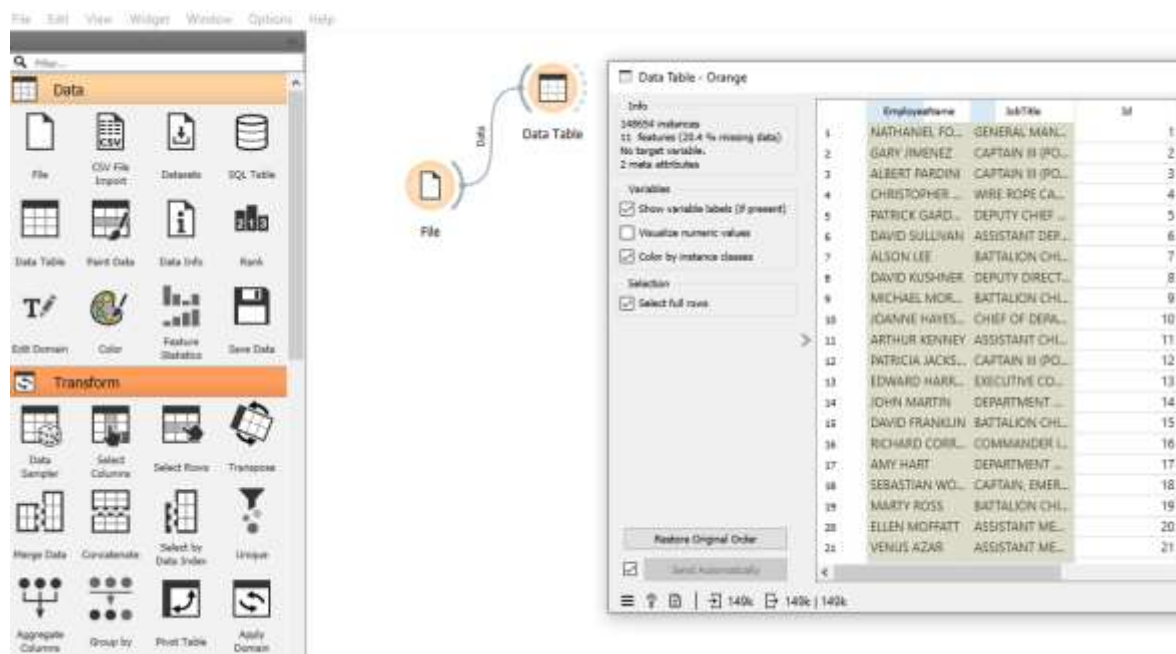 File Edit View Widget Window Options Help
Filter...
Data
File
CSV File
Import
Datasets
SQL Table
Data Table
Paint Data
Data Info
Rank
Edit Domain
Color
Feature
Statistics
Save Data
Transform
Data
Sampler
Select
Columns
Select Rows
Transpose
Merge Data
Concatenate
Select by
Data Index
Unique
Aggregate
Columns
Group by
Pivot Table
Apply
Domain
File
Data
Data Table
Data Table - Orange
Info
148654 instances
11 features (20.4 % missing data)
No target variable.
2 meta attributes
Variables
Show variable labels (if present)
Visualize numeric values
Color by instance classes
Selection
Select full rows
Restore Original Order
Send Automatically
149k 149k | 149k
EmployeeName JobTitle Id
1 NATHANIEL FO... GENERAL MAN... 1
2 GARY JIMENEZ CAPTAIN III (PO... 2
3 ALBERT PARDINI CAPTAIN III (PO... 3
4 CHRISTOPHER ... WIRE ROPE CA... 4
5 PATRICK GARD... DEPUTY CHIEF ... 5
6 DAVID SULLIVAN ASSISTANT DEP... 6
7 ALSON LEE BATTALION CHI... 7
8 DAVID KUSHNER DEPUTY DIRECT... 8
9 MICHAEL MOR... BATTALION CHI... 9
10 JOANNE HAYES... CHIEF OF DEPA... 10
11 ARTHUR KENNEY ASSISTANT CHI... 11
12 PATRICIA JACKS... CAPTAIN III (PO... 12
13 EDWARD HARR... EXECUTIVE CO... 13
14 JOHN MARTIN DEPARTMENT ... 14
15 DAVID FRANKLIN BATTALION CHI... 15
16 RICHARD CORR... COMMANDER I... 16
17 AMY HART DEPARTMENT ... 17
18 SEBASTIAN WO... CAPTAIN, EMER... 18
19 MARTY ROSS BATTALION CHI... 19
20 ELLEN MOFFATT ASSISTANT ME... 20
21 VENUS AZAR ASSISTANT ME... 21